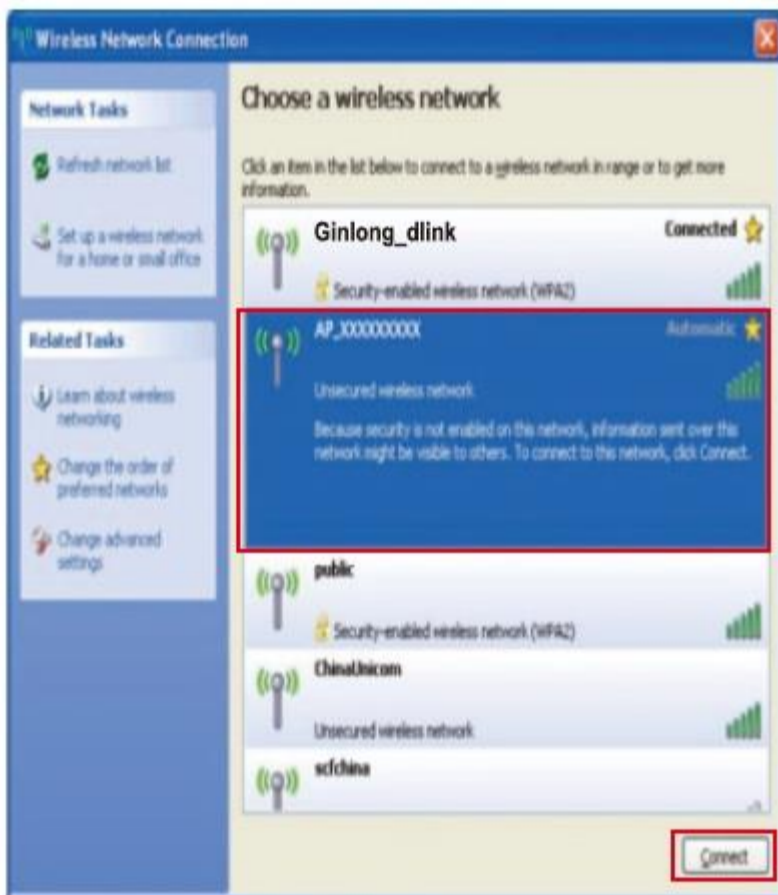 Wireless Network Connection
Network Tasks
Refresh network list
Set up a wireless network
for a home or small office
Related Tasks
Learn about wireless
networking
Change the order of
preferred networks
Change advanced
settings
Choose a wireless network
Click an item in the list below to connect to a wireless network in range or to get more
information.
Ginlong_dlink
Connected
Security-enabled wireless network (WPA2)
AP_XXXXXXXXX
Automatic
Unsecured wireless network
Because security is not enabled on this network, information sent over this
network might be visible to others. To connect to this network, click Connect.
public
Security-enabled wireless network (WPA2)
ChinaUnicom
Unsecured wireless network
scfchina
Connect